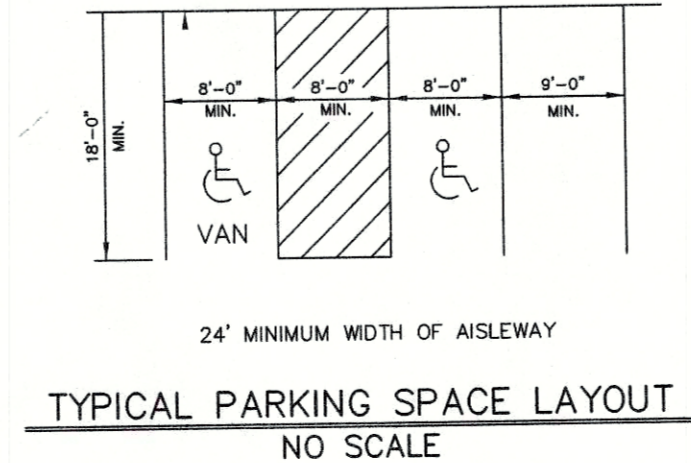 8'-0" 8'-0" 8'-0" 9'-0"
MIN. MIN. MIN. MIN.
18'-0"
MIN.
VAN
24' MINIMUM WIDTH OF AISLEWAY
TYPICAL PARKING SPACE LAYOUT
NO SCALE